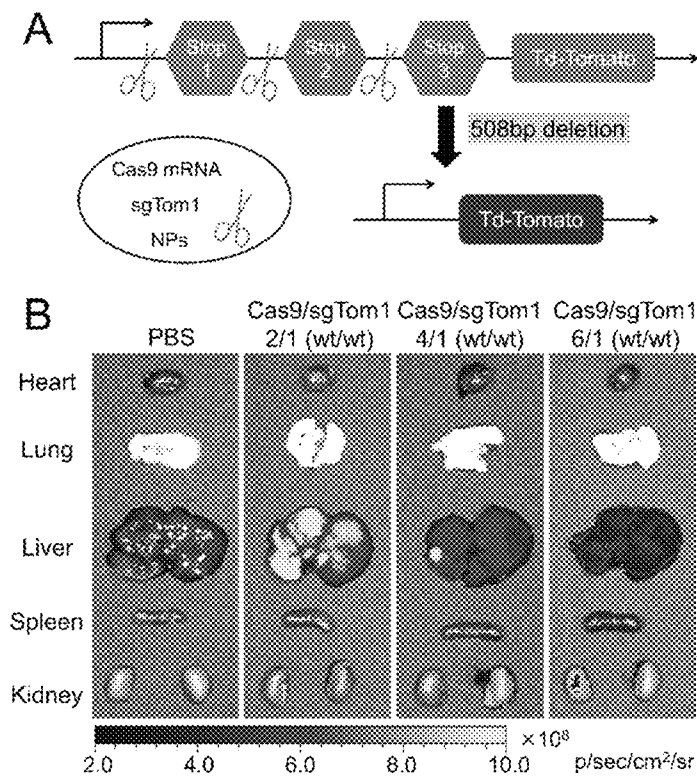 A
Stop 1
Stop 2
Stop 3
Td-Tomato
508bp deletion
Cas9 mRNA
sgTom1
NPs
Td-Tomato
B
PBS
Cas9/sgTom1 2/1 (wt/wt)
Cas9/sgTom1 4/1 (wt/wt)
Cas9/sgTom1 6/1 (wt/wt)
Heart
Lung
Liver
Spleen
Kidney
×10⁸
2.0 4.0 6.0 8.0 10.0 p/sec/cm²/sr